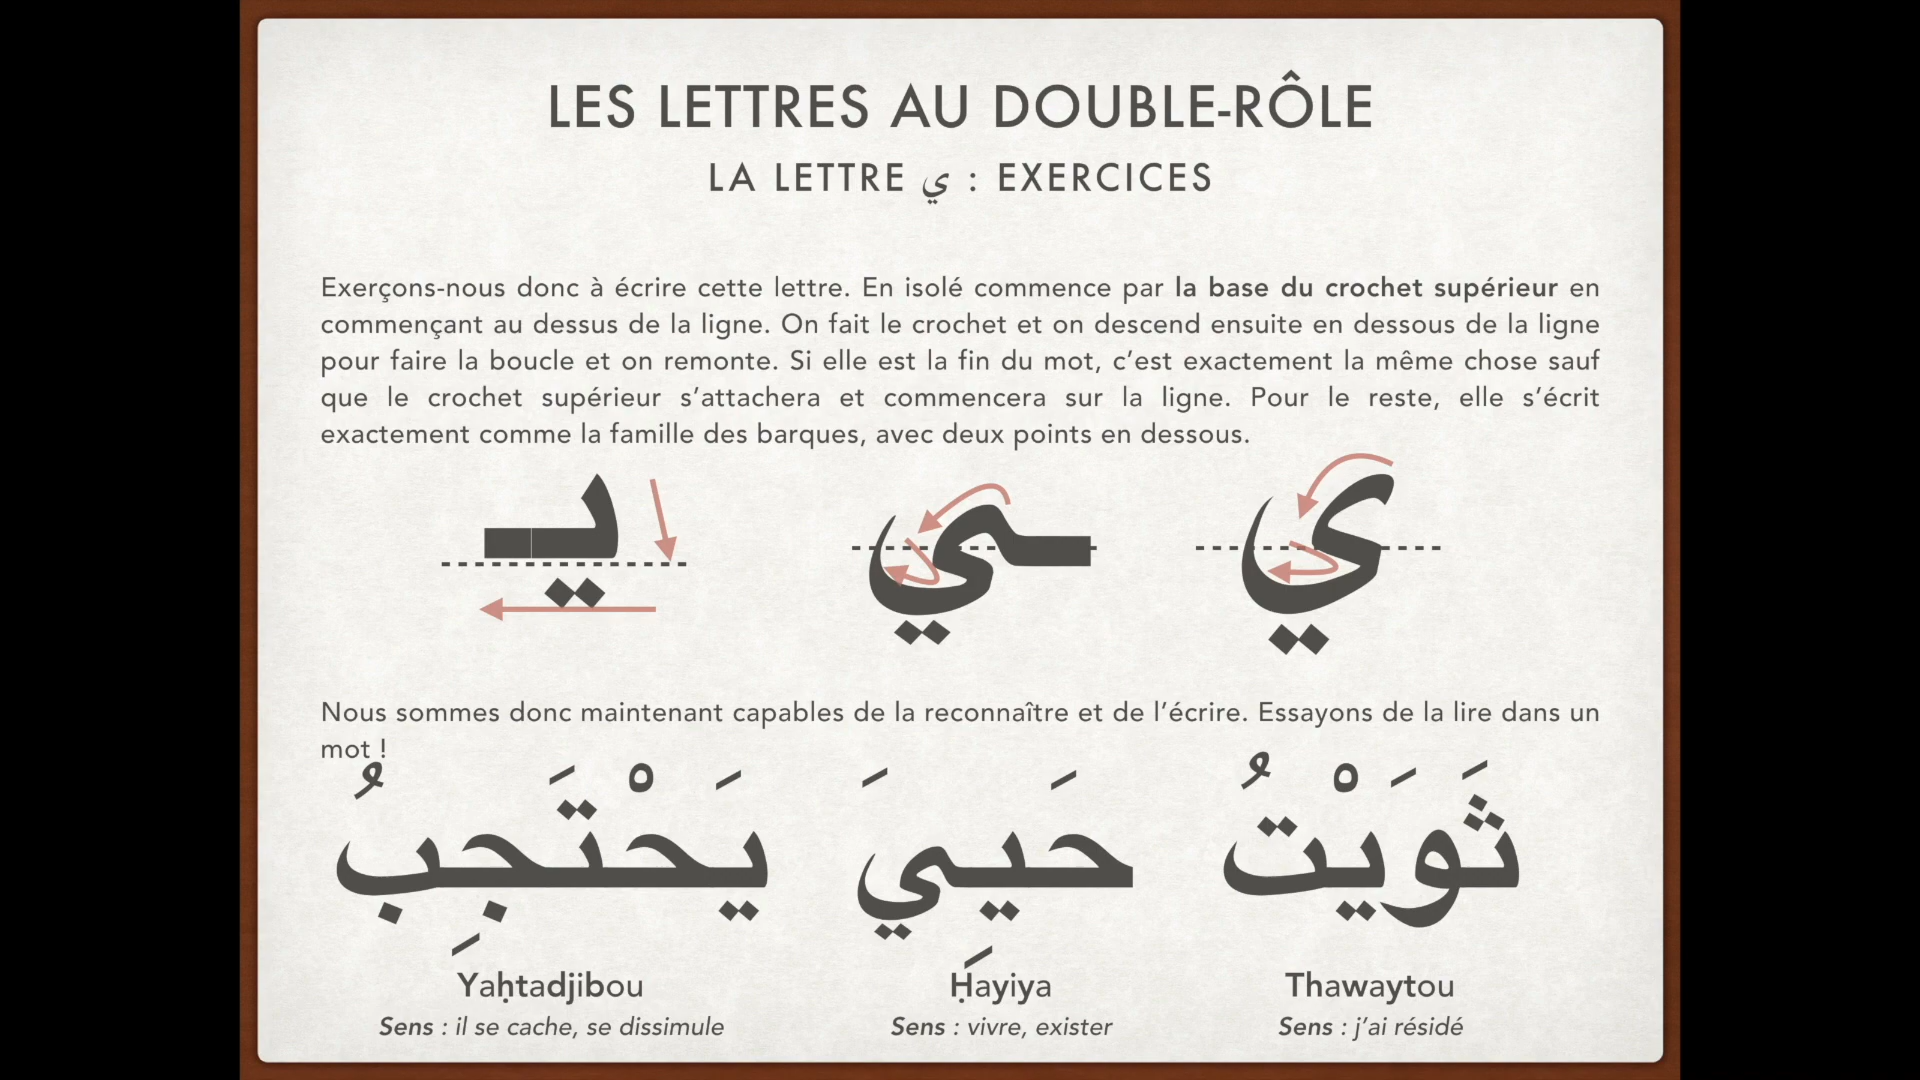 LES LETTRES AU DOUBLE-RÔLE
LA LETTRE ي : EXERCICES
Exerçons-nous donc à écrire cette lettre. En isolé commence par la base du crochet supérieur en
commençant au dessus de la ligne. On fait le crochet et on descend ensuite en dessous de la ligne
pour faire la boucle et on remonte. Si elle est la fin du mot, c’est exactement la même chose sauf
que le crochet supérieur s’attachera et commencera sur la ligne. Pour le reste, elle s’écrit
exactement comme la famille des barques, avec deux points en dessous.
ي ـي يـ
Nous sommes donc maintenant capables de la reconnaître et de l’écrire. Essayons de la lire dans un
mot !
ثَوَيْتُ حَيِيَ يَحْتَجِبُ
Yaḥtadjibou Ḥayiya Thawaytou
Sens : il se cache, se dissimule Sens : vivre, exister Sens : j’ai résidé